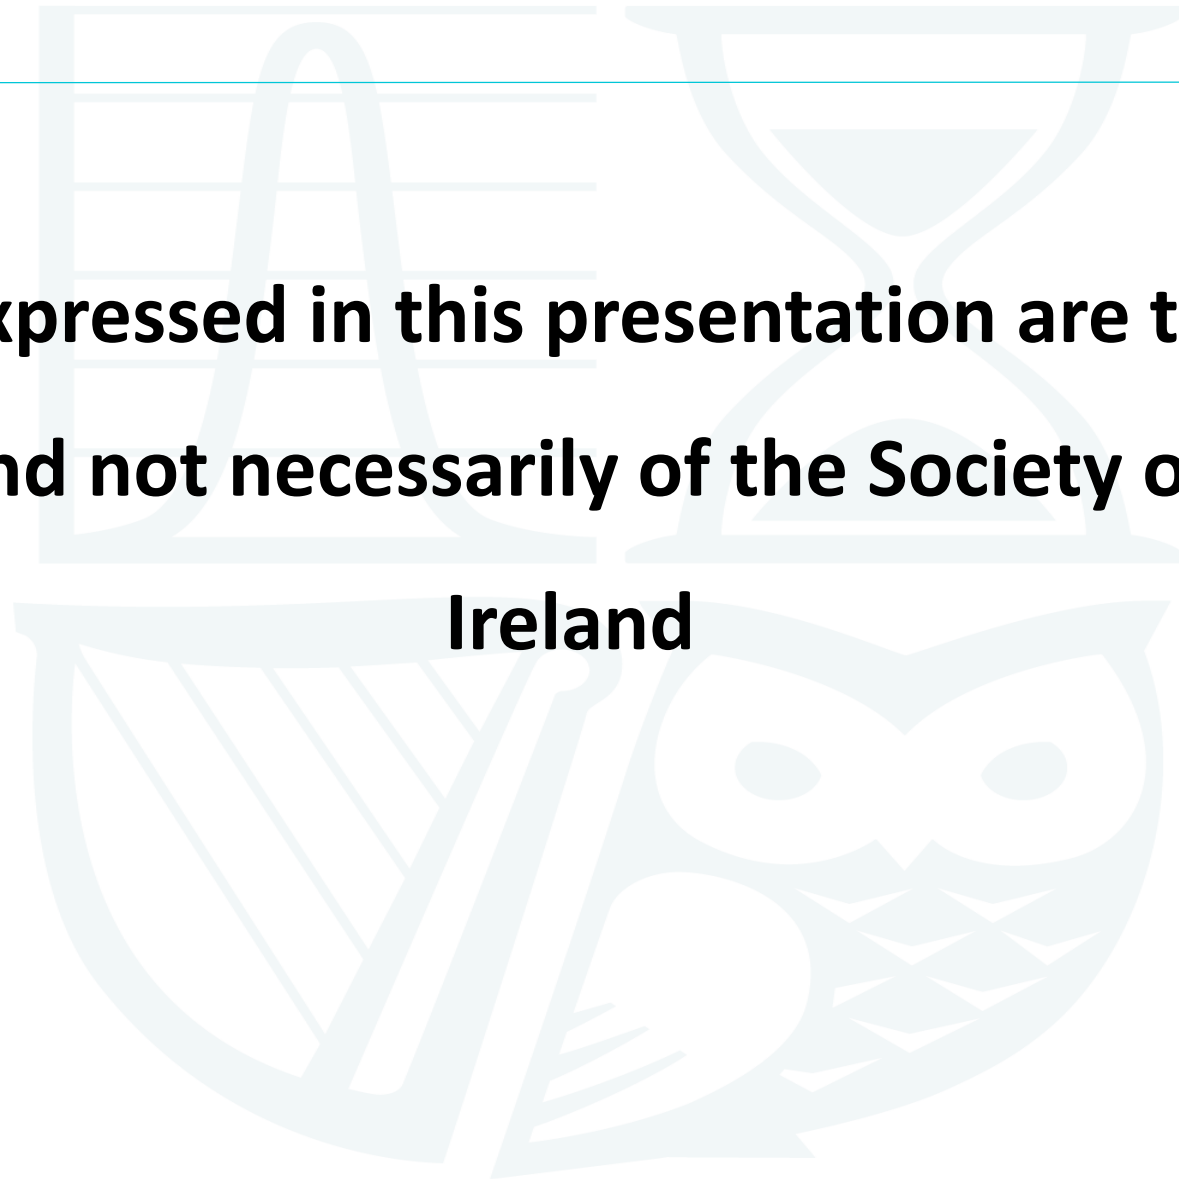 xpressed in this presentation are t
nd not necessarily of the Society o
Ireland